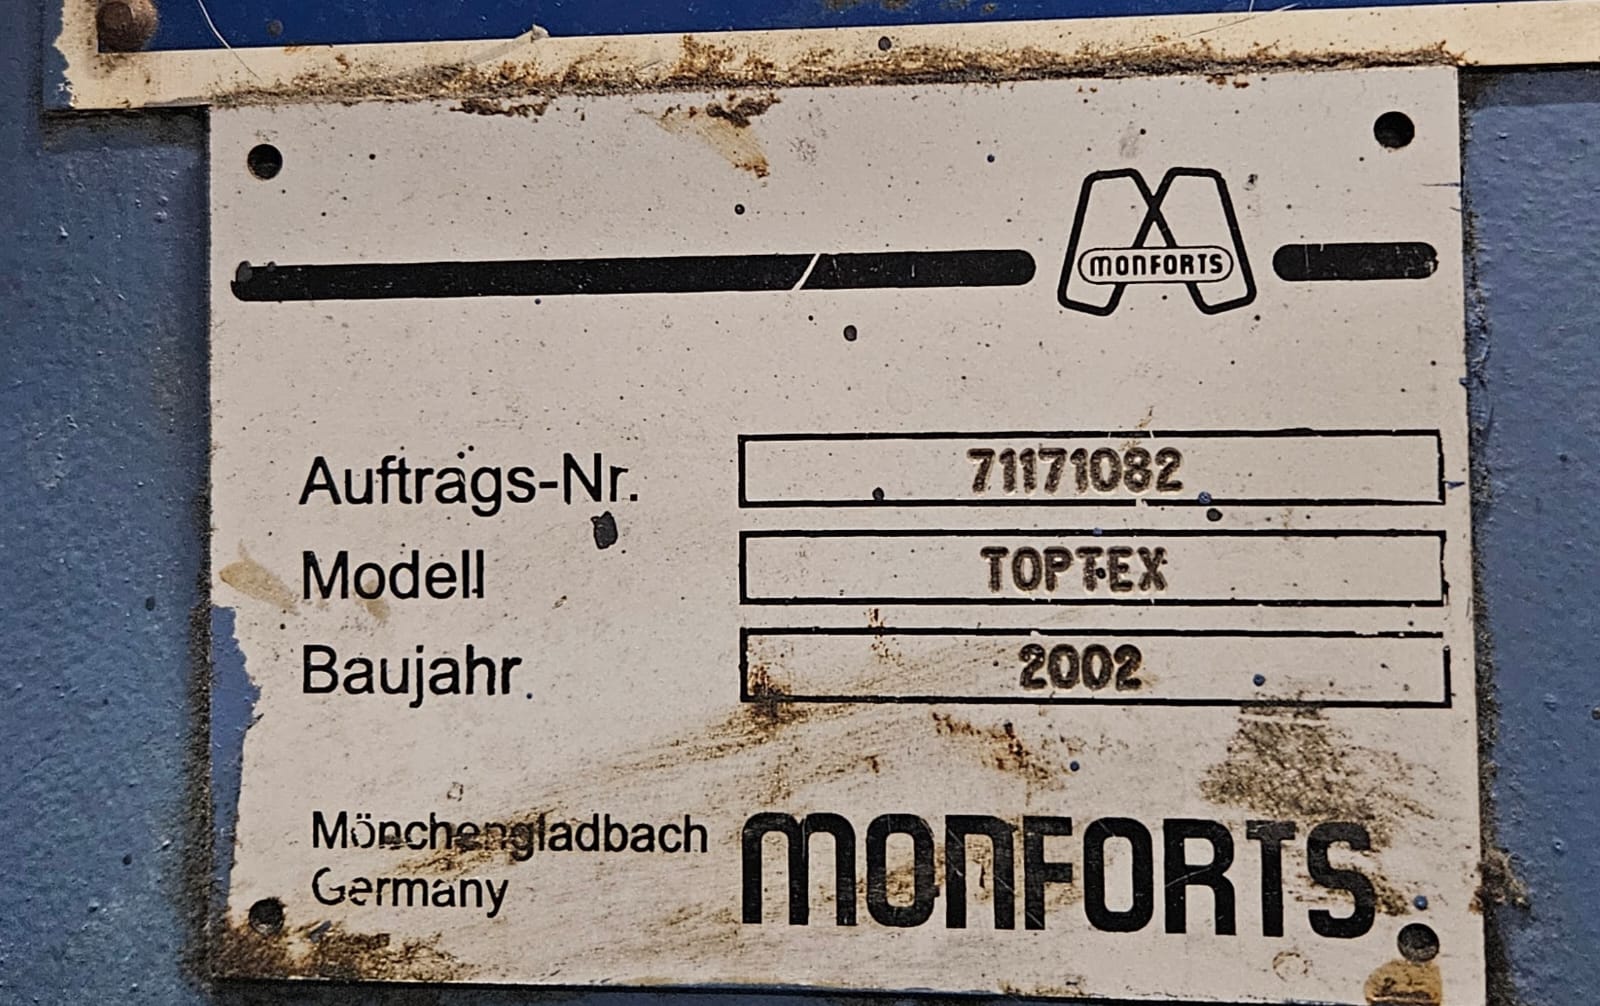 MONFORTS
Auftrags-Nr. 71171082
Modell TOPTEX
Baujahr 2002
Mönchengladbach
Germany
MONFORTS